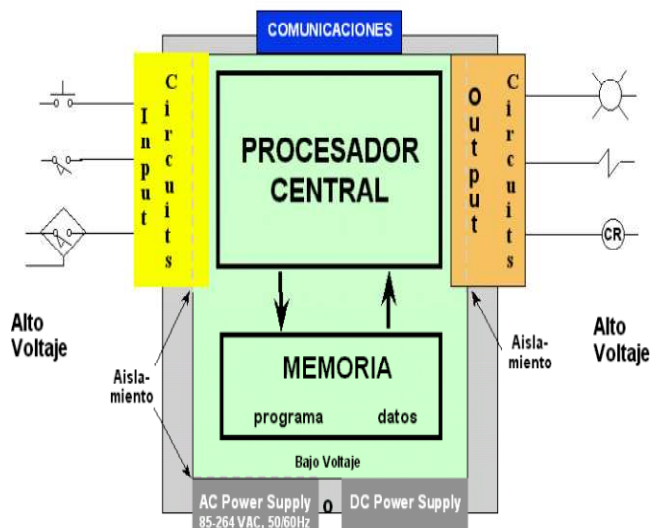 COMUNICACIONES
Input
Circuits
PROCESADOR
CENTRAL
Output
Circuits
CR
Alto
Voltaje
Aisla-
miento
MEMORIA
programa datos
Bajo Voltaje
Aisla-
miento
Alto
Voltaje
AC Power Supply
85-264 VAC, 50/60Hz
o
DC Power Supply